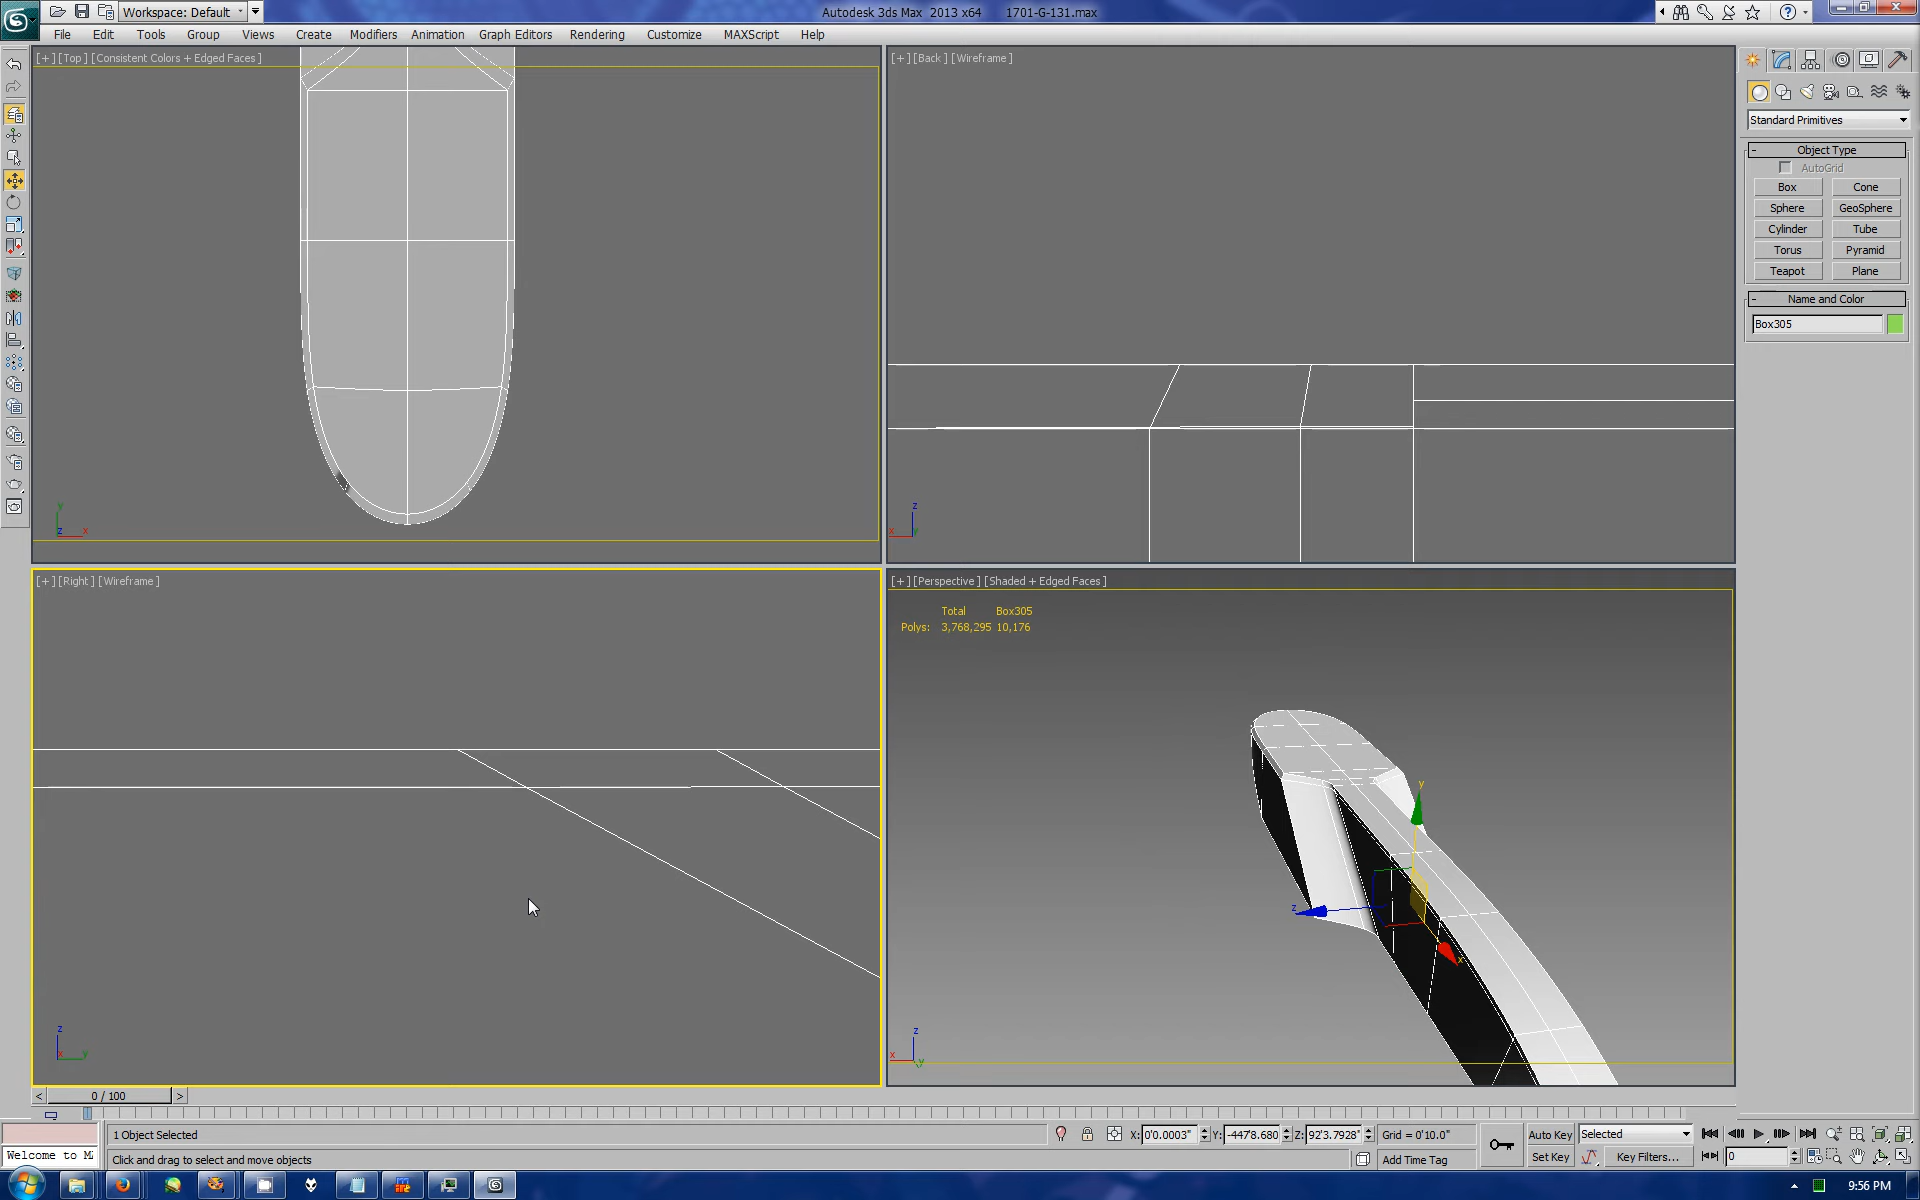 Workspace: Default
Autodesk 3ds Max 2013 x64 1701-G-131.max
File Edit Tools Group Views Create Modifiers Animation Graph Editors Rendering Customize MAXScript Help
[+] [Top] [Consistent Colors + Edged Faces]
[+] [Back] [Wireframe]
Standard Primitives
- Object Type
AutoGrid
Box Cone
Sphere GeoSphere
Cylinder Tube
Torus Pyramid
Teapot Plane
- Name and Color
Box305
y
z x
z
x y
[+] [Right] [Wireframe]
[+] [Perspective] [Shaded + Edged Faces]
Total Box305
Polys: 3,768,295 10,176
y
z
x
z
x y
z
x y
< 0 / 100 >
1 Object Selected
X: 0'0.0003" Y: -447'8.680 Z: 92'3.7928" Grid = 0'10.0"
Auto Key Selected
Welcome to M
Click and drag to select and move objects
Add Time Tag
Set Key Key Filters... 0
9:56 PM